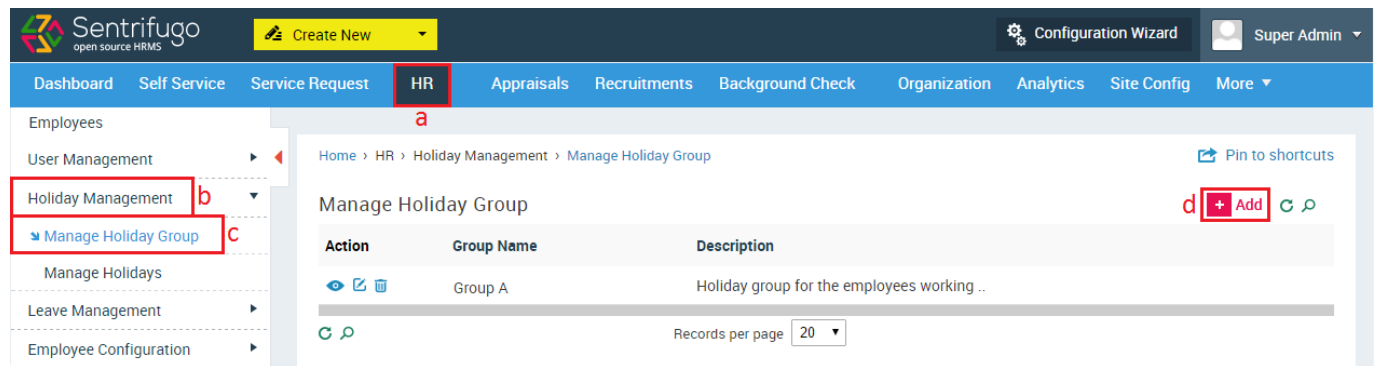 Sentrifugo
open source HRMS
Create New
Configuration Wizard
Super Admin
Dashboard Self Service Service Request HR Appraisals Recruitments Background Check Organization Analytics Site Config More
a
Employees
User Management
Home › HR › Holiday Management › Manage Holiday Group
Pin to shortcuts
Holiday Management b
Manage Holiday Group
d + Add
Manage Holiday Group c
Action Group Name Description
Manage Holidays
Group A Holiday group for the employees working ..
Leave Management
Records per page 20
Employee Configuration